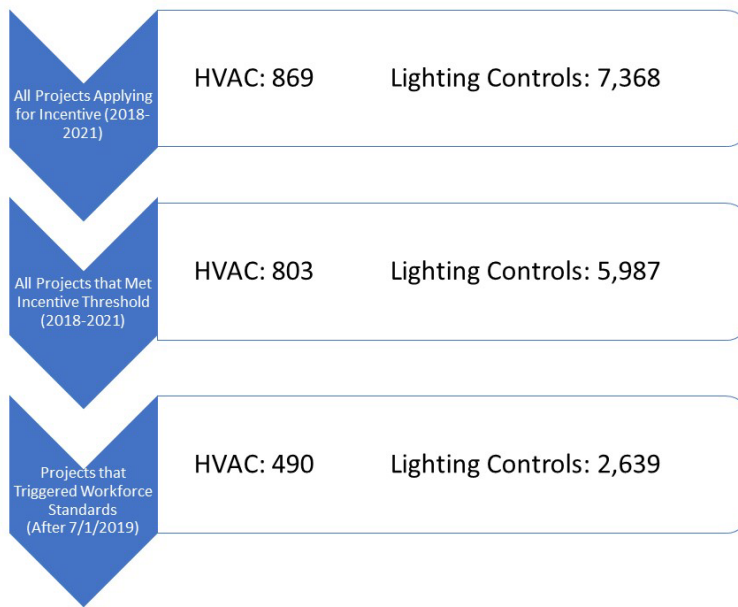 All Projects Applying
for Incentive (2018-
2021)
HVAC: 869 Lighting Controls: 7,368
All Projects that Met
Incentive Threshold
(2018-2021)
HVAC: 803 Lighting Controls: 5,987
Projects that
Triggered Workforce
Standards
(After 7/1/2019)
HVAC: 490 Lighting Controls: 2,639